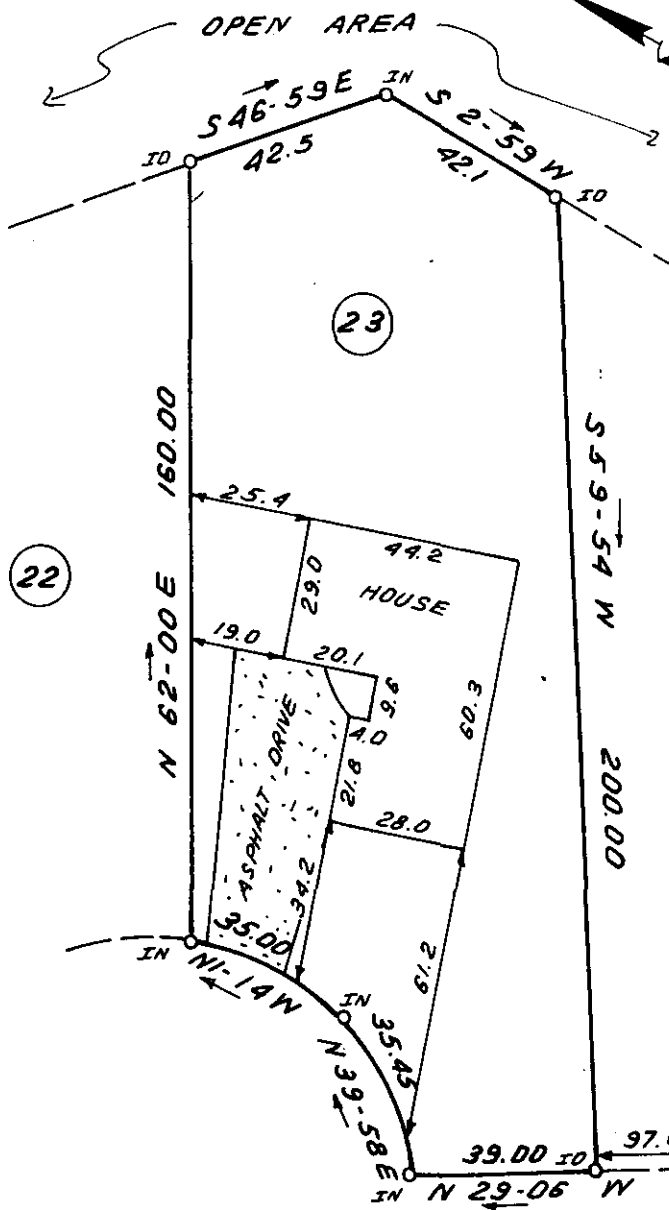 OPEN AREA
IN
S 46-59 E
42.5
S 2-59 W
42.1
IO
IO
23
160.00
N 62-00 E
S 59-54 W
200.00
22
25.4
44.2
29.0
HOUSE
19.0
20.1
9.6
4.0
60.3
ASPHALT DRIVE
21.8
28.0
34.2
61.2
35.00
IN
N1-14 W
IN
35.45
N 39-58 E
39.00
IO
97.
IN
N 29-06 W